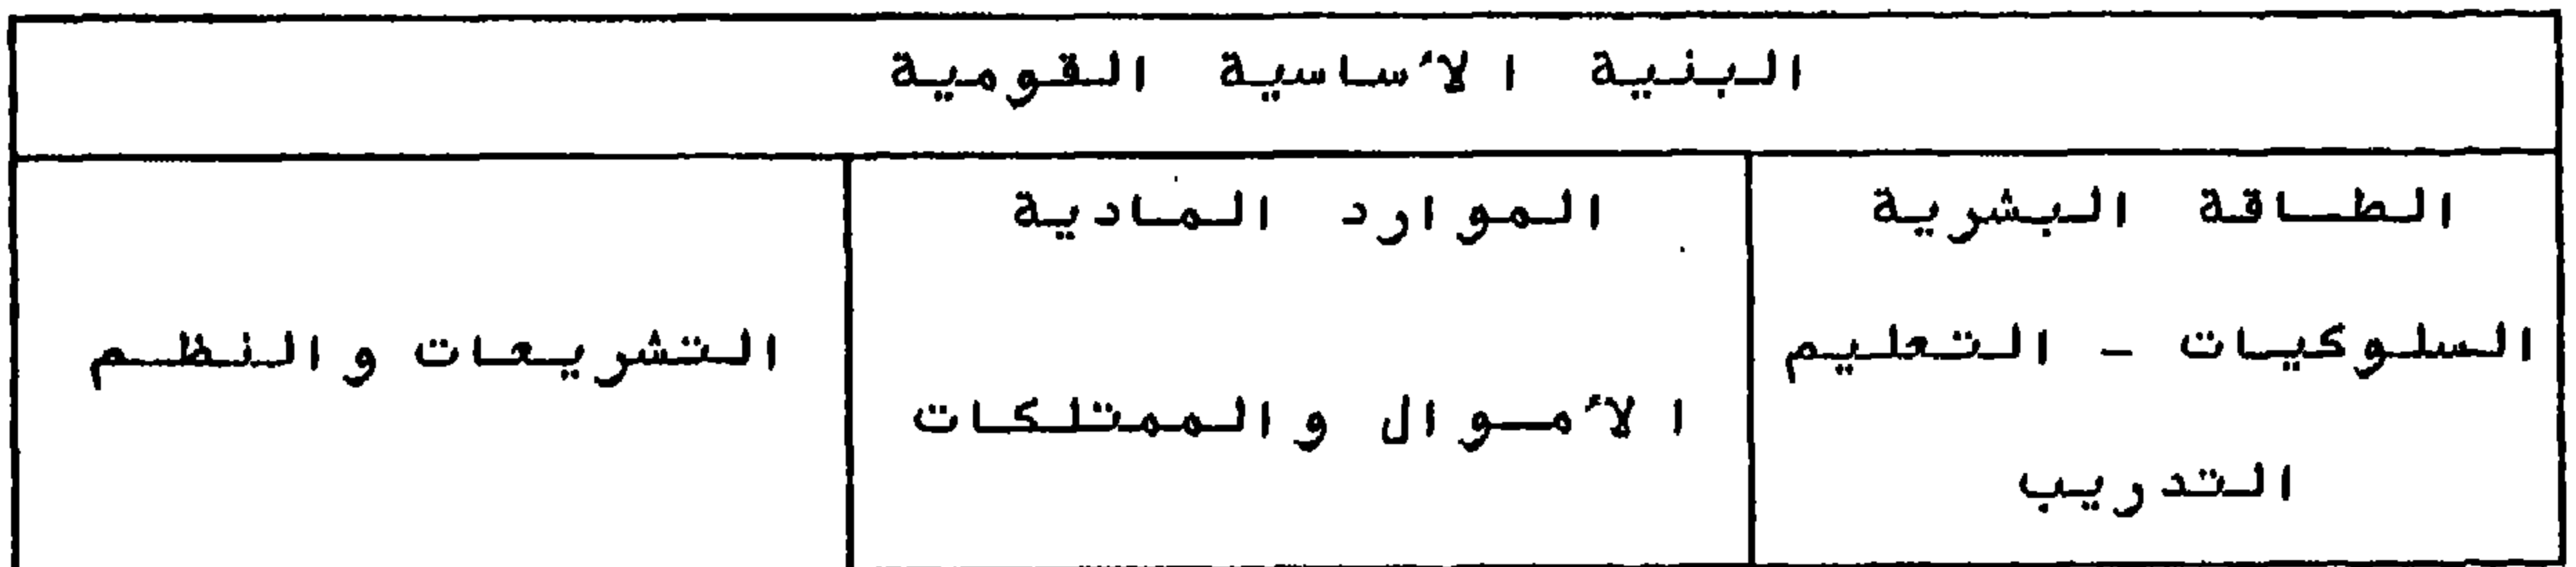 البنية الأساسية القومية
الطاقة البشرية
السلوكيات - التعليم
التدريب
الموارد المادية
الأموال والممتلكات
التشريعات والنظم